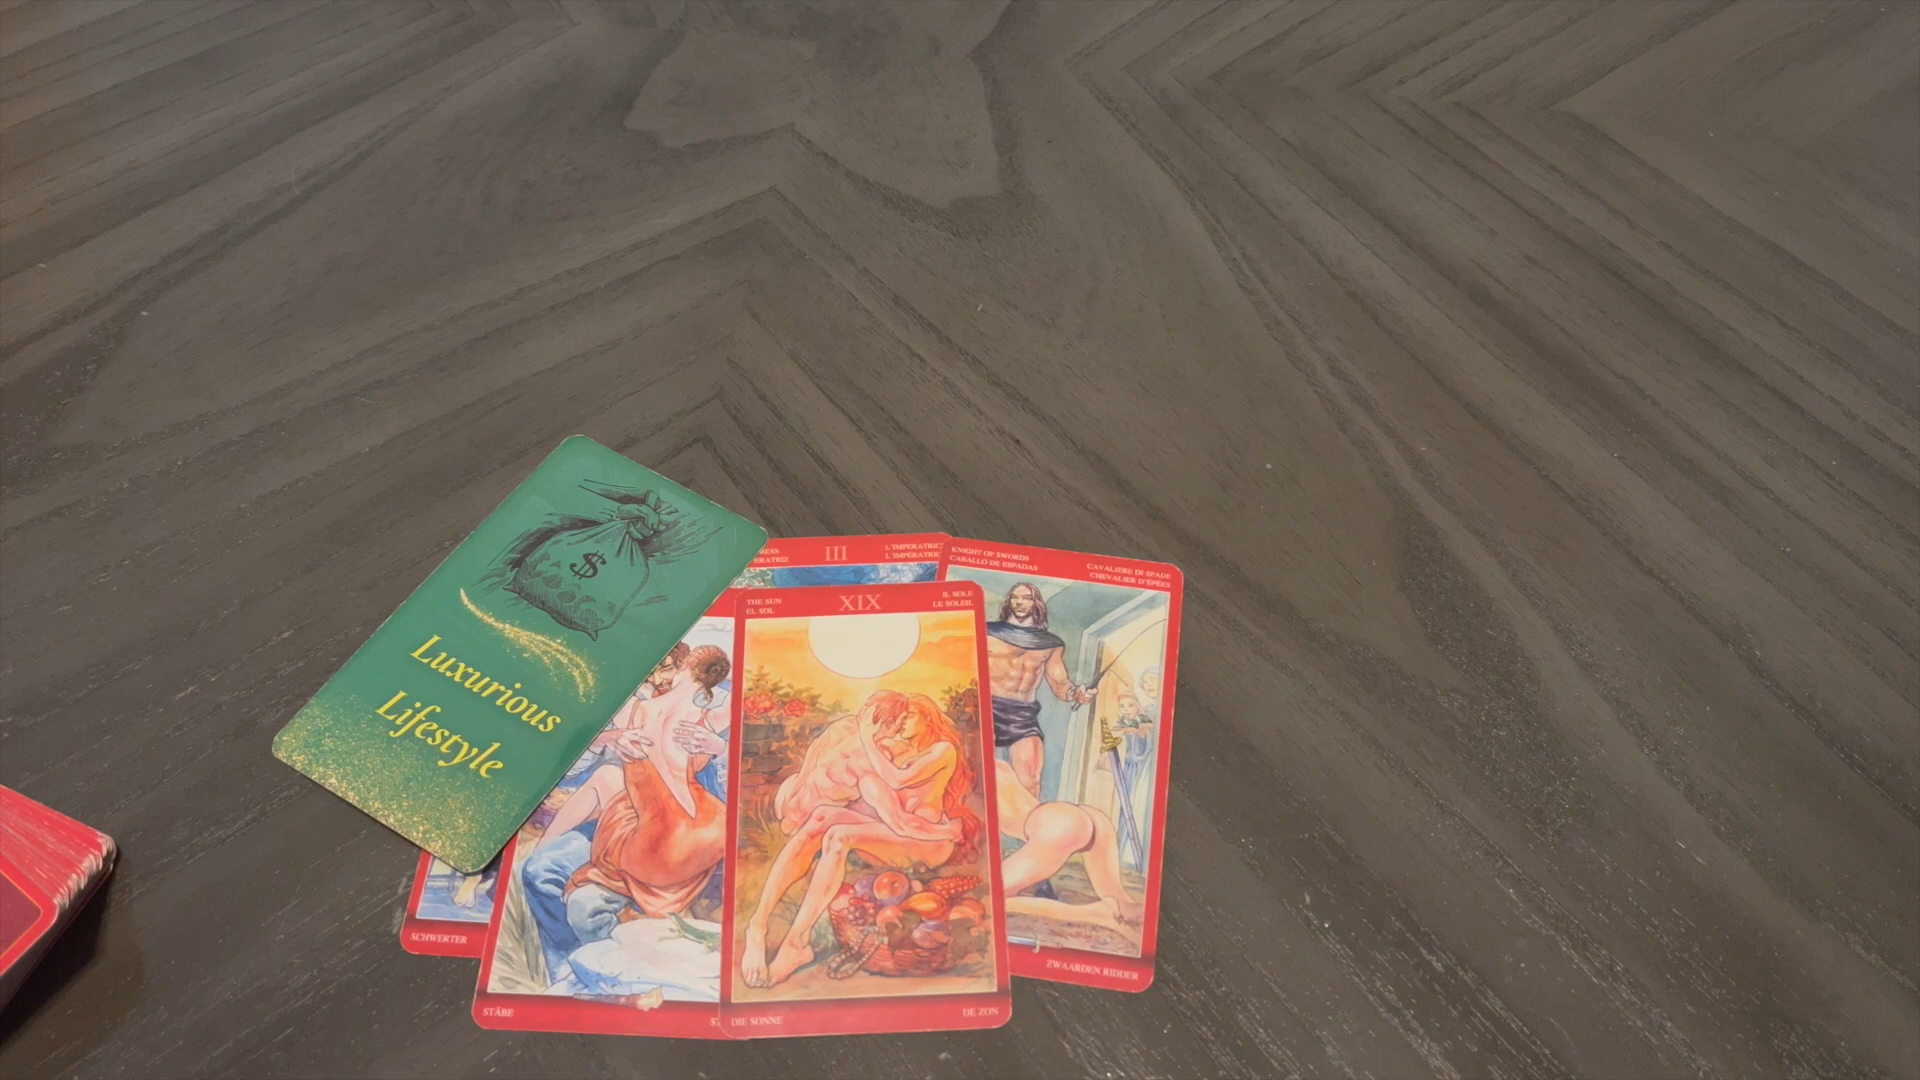 $
Luxurious
Lifestyle
III
L'IMPERATRIC
L'IMPÉRATRIC
KNIGHT OF SWORDS
CABALLO DE ESPADAS
CAVALIERE DI SPADE
CHEVALIER D'ÉPÉES
THE SUN
EL SOL
XIX
IL SOLE
LE SOLEIL
SCHWERTER
STÄBE
DIE SONNE
DE ZON
ZWAARDEN RIDDER